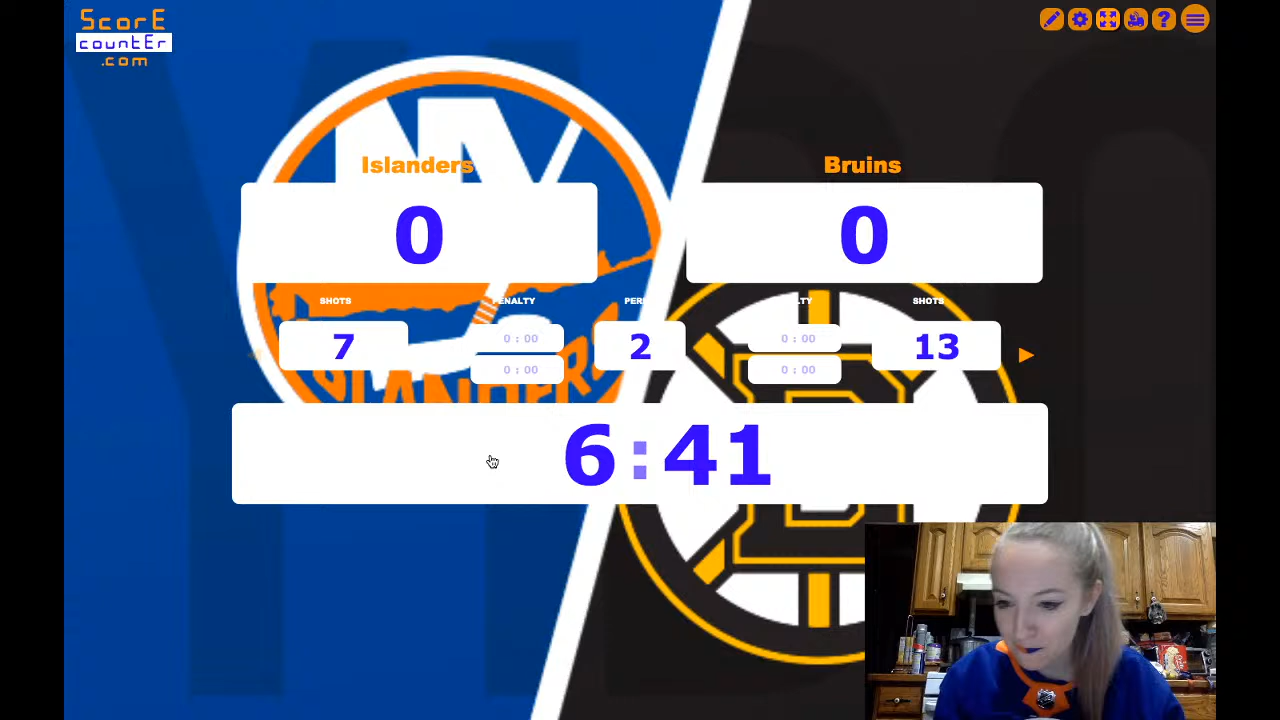 ScorE
countEr
.com
?
Islanders
Bruins
0
0
SHOTS
PENALTY
SHOTS
7
0 : 00
0 : 00
2
0 : 00
0 : 00
13
6:41